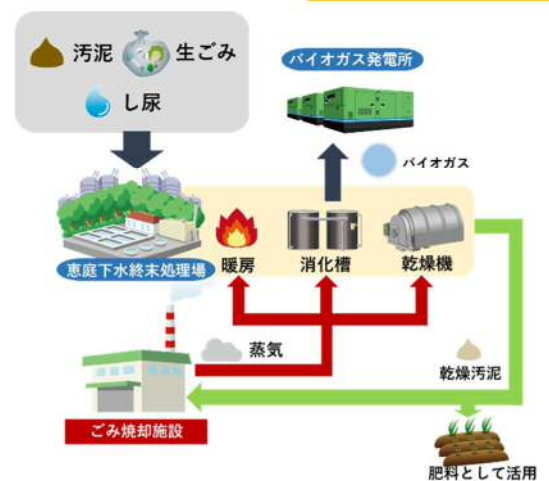 汚泥
生ごみ
し尿
バイオガス発電所
バイオガス
恵庭下水終末処理場
暖房
消化槽
乾燥機
蒸気
乾燥汚泥
ごみ焼却施設
肥料として活用